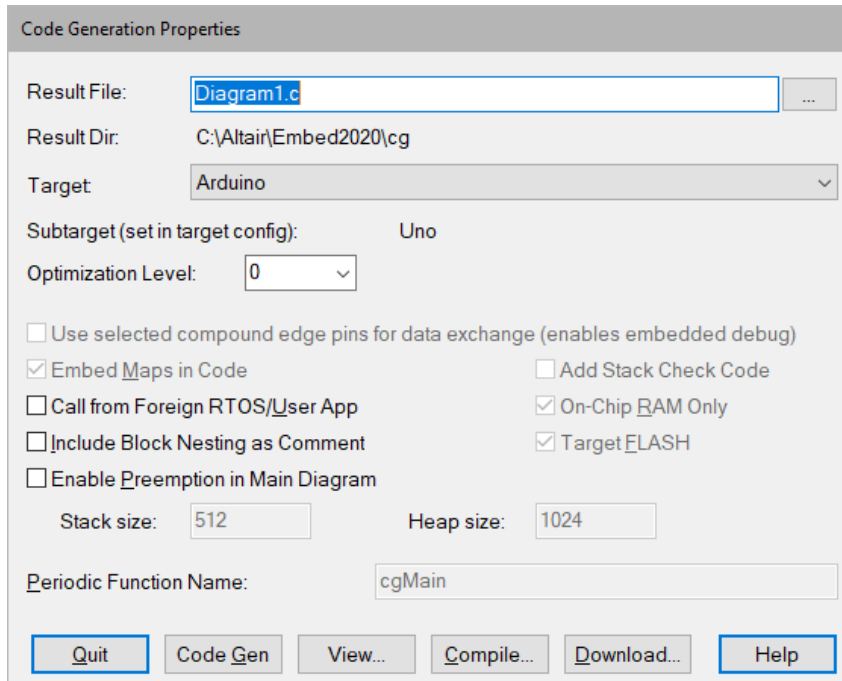 Code Generation Properties
Result File: Diagram1.c ...
Result Dir: C:\Altair\Embed2020\cg
Target: Arduino
Subtarget (set in target config): Uno
Optimization Level: 0
Use selected compound edge pins for data exchange (enables embedded debug)
Embed Maps in Code Add Stack Check Code
Call from Foreign RTOS/User App On-Chip RAM Only
Include Block Nesting as Comment Target FLASH
Enable Preemption in Main Diagram
Stack size: 512 Heap size: 1024
Periodic Function Name: cgMain
Quit Code Gen View... Compile... Download... Help